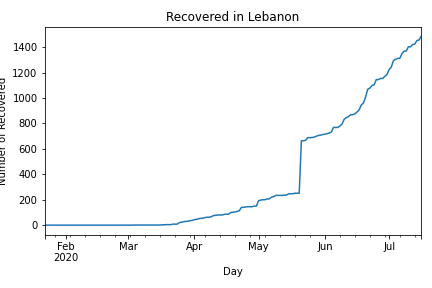 Recovered in Lebanon
Number of Recovered
1400
1200
1000
800
600
400
200
0
Feb
2020
Mar
Apr
May
Jun
Jul
Day